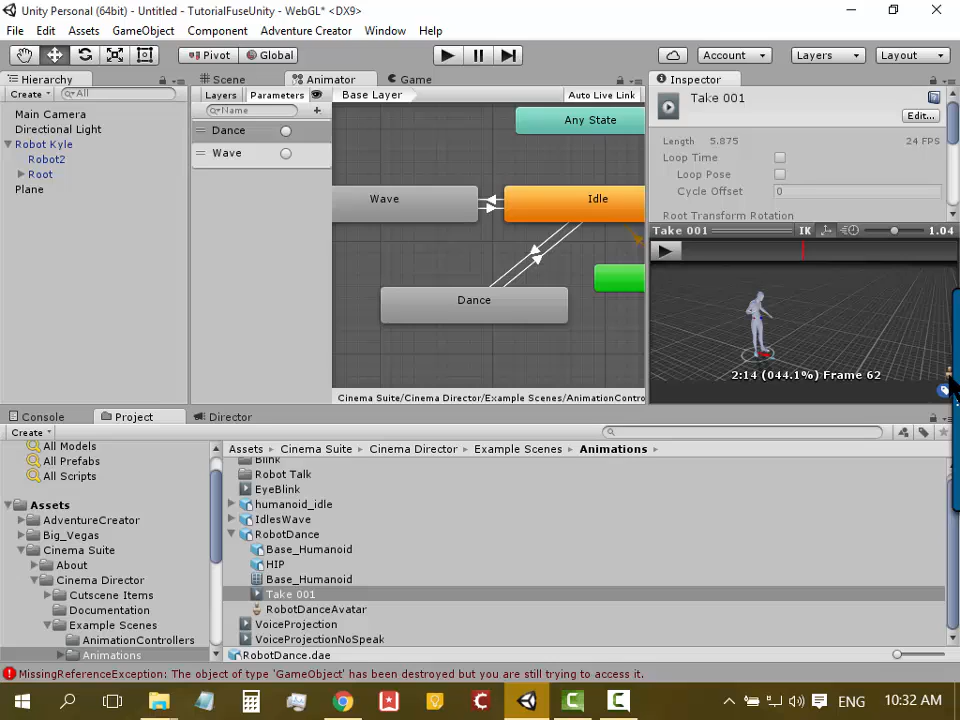 Unity Personal (64bit) - Untitled - TutorialFuseUnity - WebGL* <DX9>
File Edit Assets GameObject Component Adventure Creator Window Help
Pivot Global Account Layers Layout
Hierarchy Scene Animator Game Inspector
Create All Layers Parameters Base Layer Auto Live Link Take 001
Name Edit...
Main Camera
Directional Light
Robot Kyle
Robot2
Root
Plane
Dance
Wave
Any State
Wave Idle
Dance
Length 5.875 24 FPS
Loop Time
Loop Pose
Cycle Offset 0
Root Transform Rotation
Take 001 IK 1.04
2:14 (044.1%) Frame 62
Cinema Suite/Cinema Director/Example Scenes/AnimationContro
Console Project Director
Create
All Models
All Prefabs
All Scripts
Assets
AdventureCreator
Big_Vegas
Cinema Suite
About
Cinema Director
Cutscene Items
Documentation
Example Scenes
AnimationControllers
Animations
Assets Cinema Suite Cinema Director Example Scenes Animations
Blink
Robot Talk
EyeBlink
humanoid_idle
IdlesWave
RobotDance
Base_Humanoid
HIP
Base_Humanoid
Take 001
RobotDanceAvatar
VoiceProjection
VoiceProjectionNoSpeak
RobotDance.dae
MissingReferenceException: The object of type 'GameObject' has been destroyed but you are still trying to access it.
ENG 10:32 AM